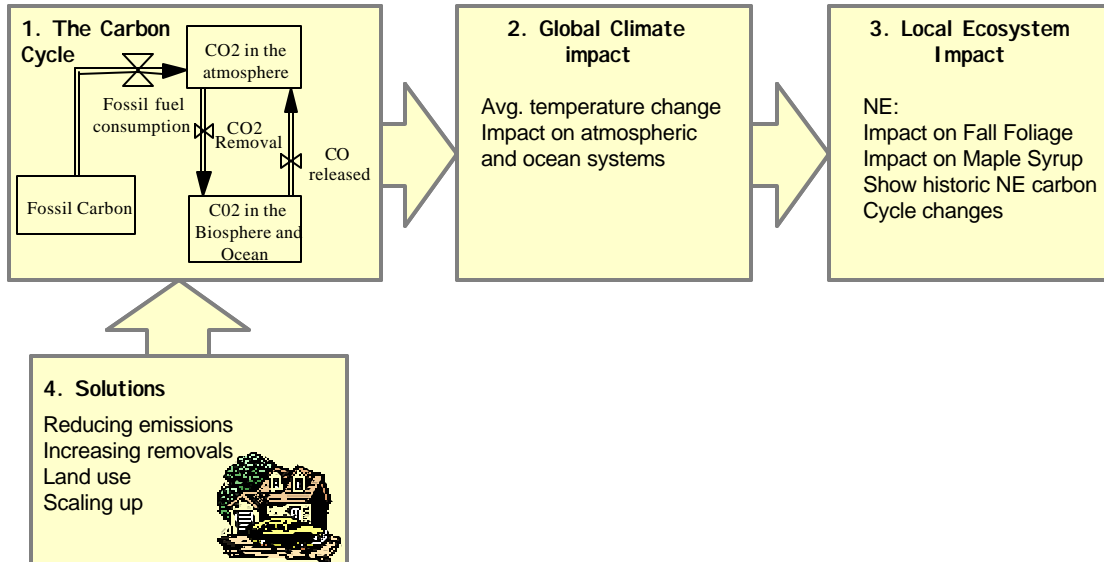 1. The Carbon
Cycle
CO2 in the
atmosphere
Fossil fuel
consumption
CO2
Removal
CO
released
Fossil Carbon
C02 in the
Biosphere and
Ocean
2. Global Climate
impact
Avg. temperature change
Impact on atmospheric
and ocean systems
3. Local Ecosystem
Impact
NE:
Impact on Fall Foliage
Impact on Maple Syrup
Show historic NE carbon
Cycle changes
4. Solutions
Reducing emissions
Increasing removals
Land use
Scaling up